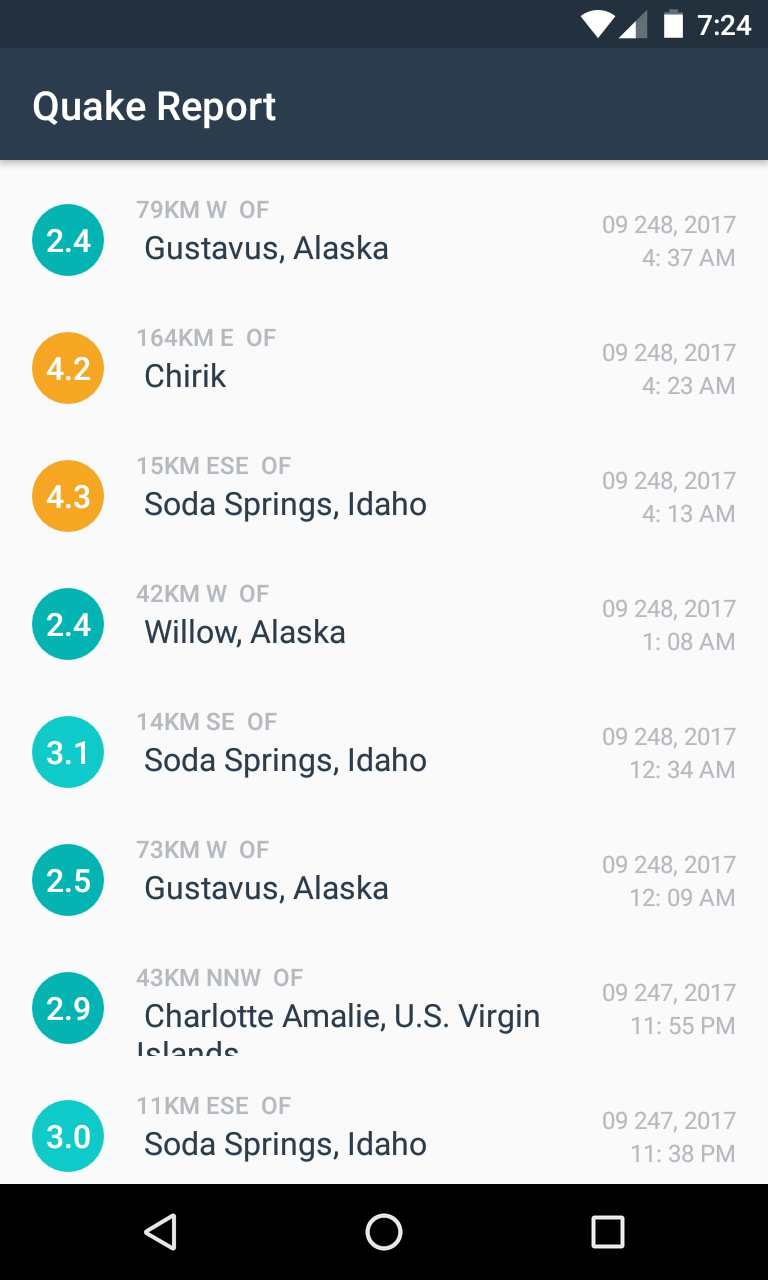 7:24
Quake Report
79KM W  OF
Gustavus, Alaska
09 248, 2017
4: 37 AM
2.4
164KM E  OF
Chirik
09 248, 2017
4: 23 AM
4.2
15KM ESE  OF
Soda Springs, Idaho
09 248, 2017
4: 13 AM
4.3
42KM W  OF
Willow, Alaska
09 248, 2017
1: 08 AM
2.4
14KM SE  OF
Soda Springs, Idaho
09 248, 2017
12: 34 AM
3.1
73KM W  OF
Gustavus, Alaska
09 248, 2017
12: 09 AM
2.5
43KM NNW  OF
Charlotte Amalie, U.S. Virgin
Islands
09 247, 2017
11: 55 PM
2.9
11KM ESE  OF
Soda Springs, Idaho
09 247, 2017
11: 38 PM
3.0